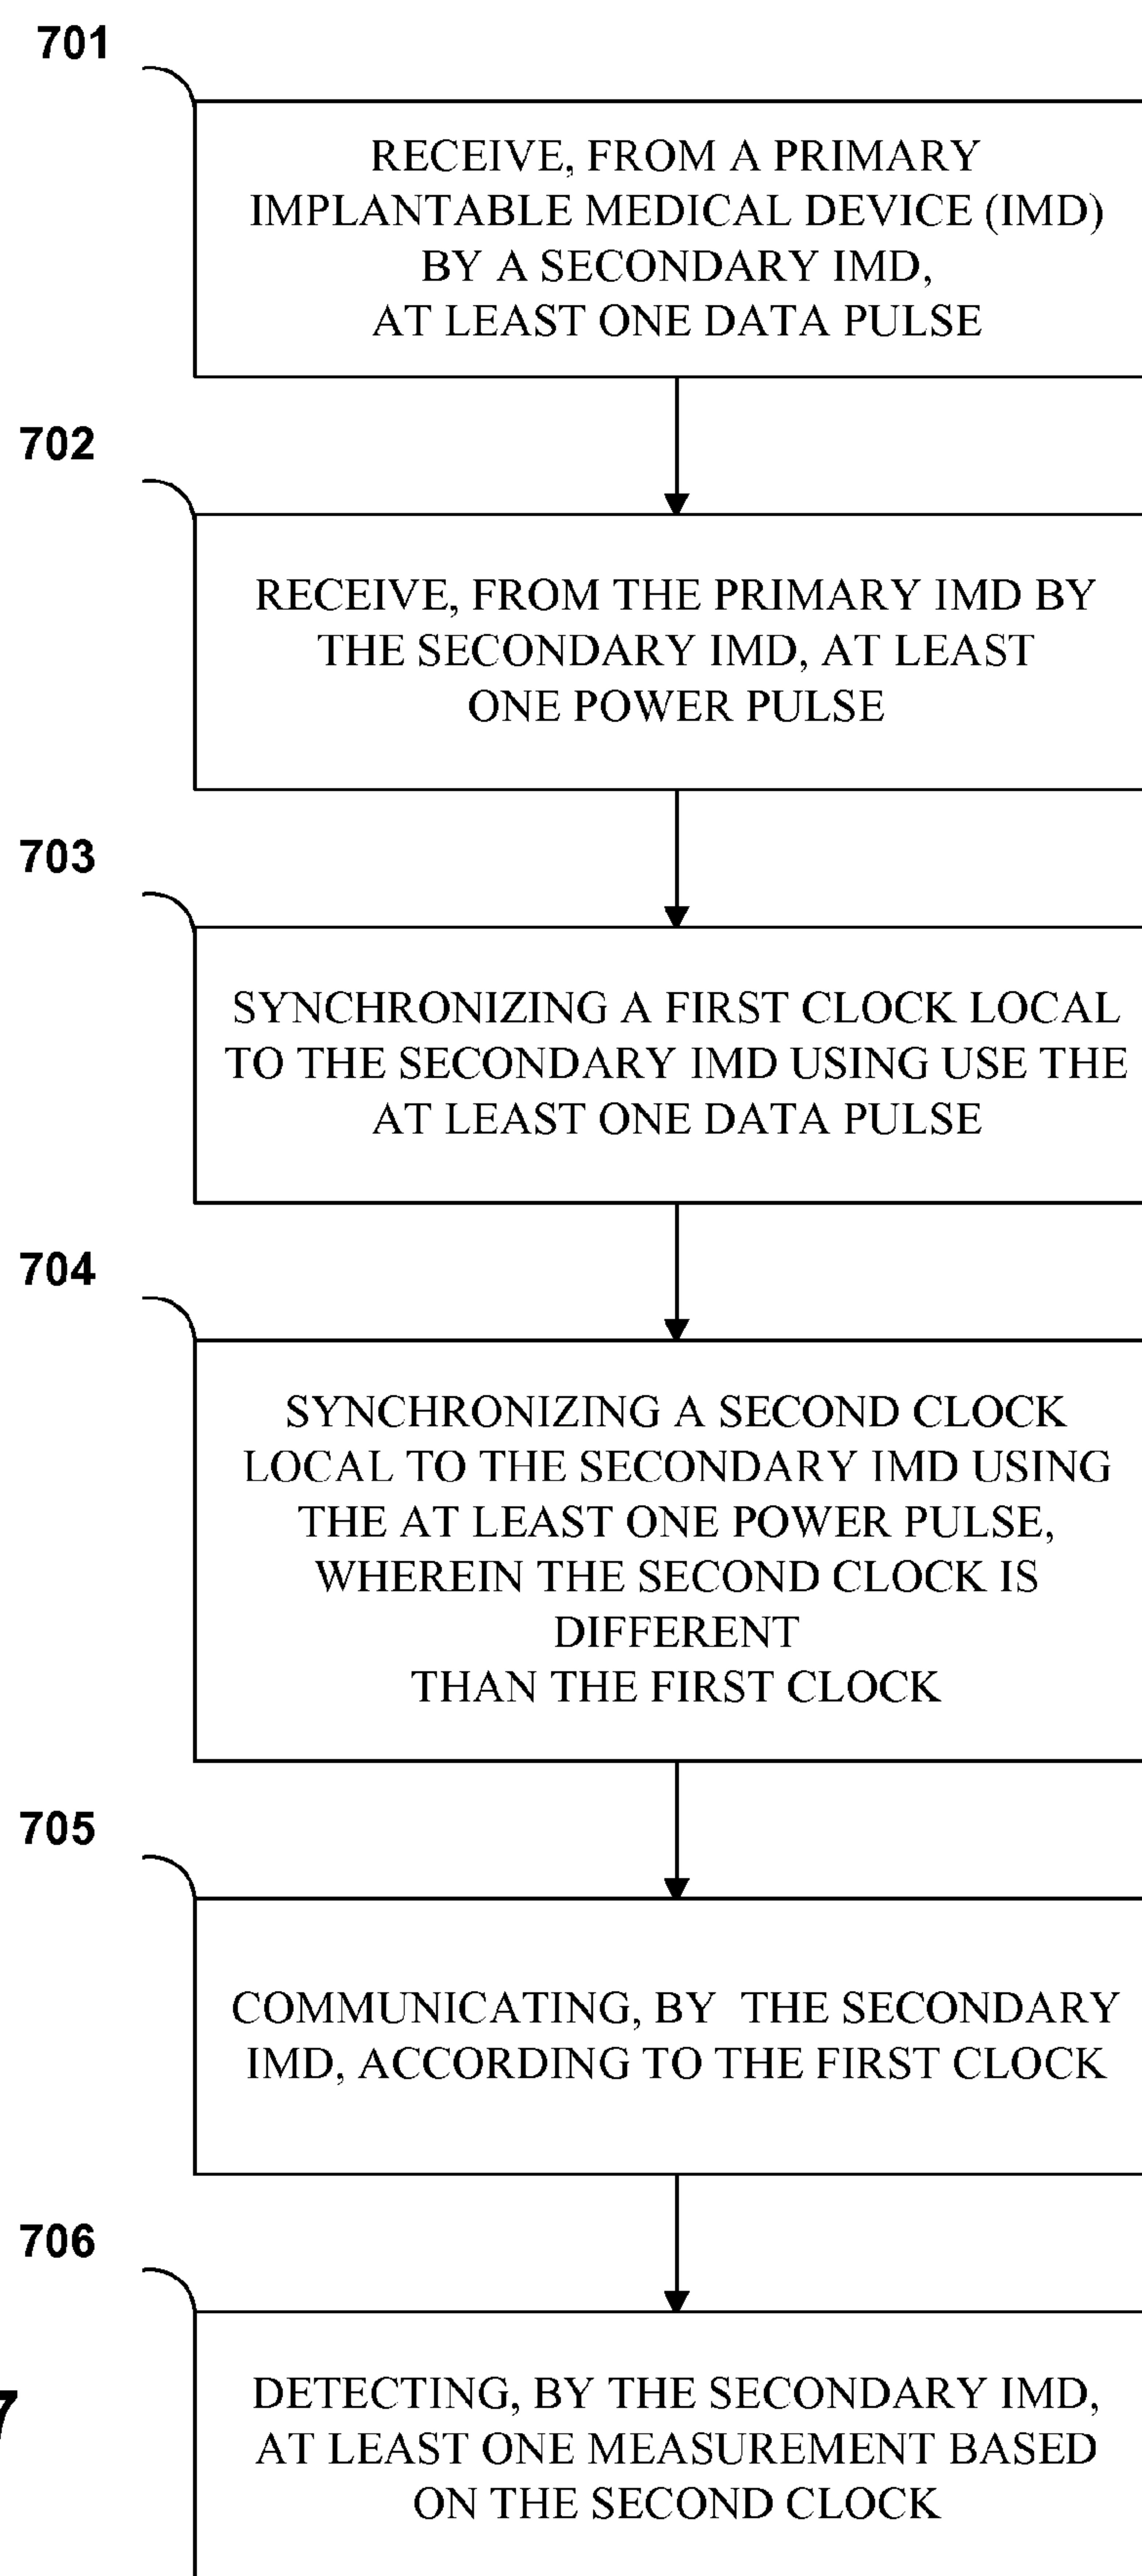 701
RECEIVE, FROM A PRIMARY
IMPLANTABLE MEDICAL DEVICE (IMD)
BY A SECONDARY IMD,
AT LEAST ONE DATA PULSE
702
RECEIVE, FROM THE PRIMARY IMD BY
THE SECONDARY IMD, AT LEAST
ONE POWER PULSE
703
SYNCHRONIZING A FIRST CLOCK LOCAL
TO THE SECONDARY IMD USING USE THE
AT LEAST ONE DATA PULSE
704
SYNCHRONIZING A SECOND CLOCK
LOCAL TO THE SECONDARY IMD USING
THE AT LEAST ONE POWER PULSE,
WHEREIN THE SECOND CLOCK IS
DIFFERENT
THAN THE FIRST CLOCK
705
COMMUNICATING, BY THE SECONDARY
IMD, ACCORDING TO THE FIRST CLOCK
706
7
DETECTING, BY THE SECONDARY IMD,
AT LEAST ONE MEASUREMENT BASED
ON THE SECOND CLOCK